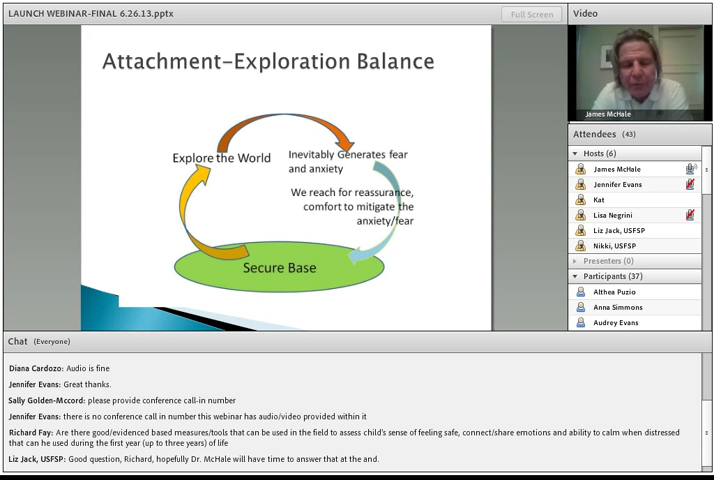 LAUNCH WEBINAR-FINAL 6.26.13.pptx
Full Screen
Attachment-Exploration Balance
Explore the World
Inevitably Generates fear
and anxiety
We reach for reassurance,
comfort to mitigate the
anxiety/fear
Secure Base
Video
James McHale
Attendees (43)
Hosts (6)
James McHale
Jennifer Evans
Kat
Lisa Negrini
Liz Jack, USFSP
Nikki, USFSP
Presenters (0)
Participants (37)
Althea Puzio
Anna Simmons
Audrey Evans
Chat (Everyone)
Diana Cardozo: Audio is fine
Jennifer Evans: Great thanks.
Sally Golden-Mccord: please provide conference call-in number
Jennifer Evans: there is no conference call in number this webinar has audio/video provided within it
Richard Fay: Are there good/evidenced based measures/tools that can be used in the field to assess child's sense of feeling safe, connect/share emotions and ability to calm when distressed
that can he used during the first year (up to three years) of life
Liz Jack, USFSP: Good question, Richard, hopefully Dr. McHale will have time to answer that at the and.